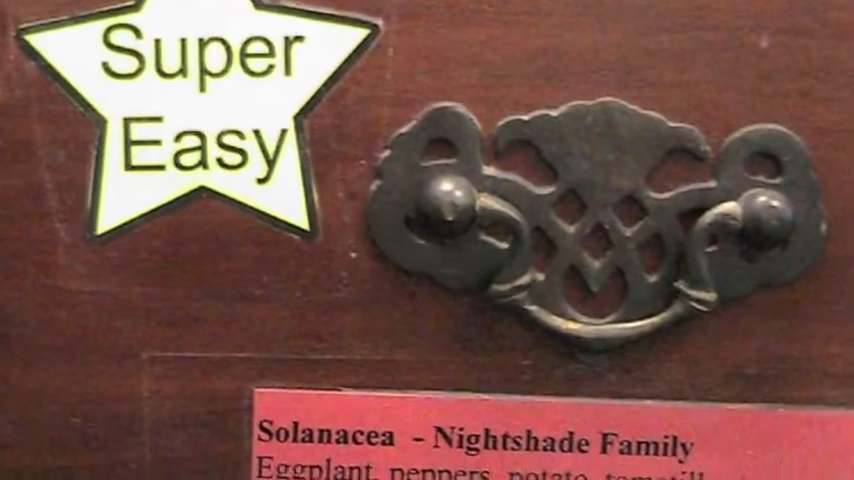 Super
Easy
Solanacea - Nightshade Family
Eggplant, peppers, potato,